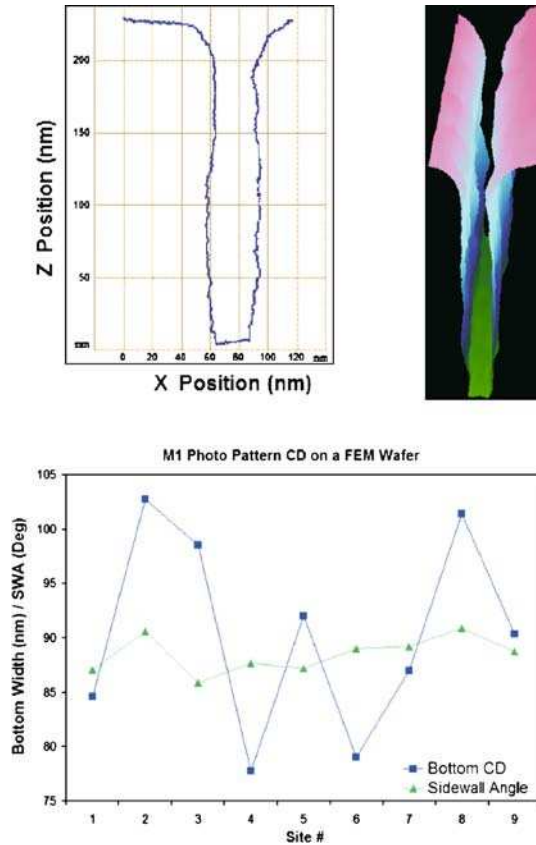 200
150
100
50
nm
0 20 40 60 80 100 120 nm
Z Position (nm)
X Position (nm)
M1 Photo Pattern CD on a FEM Wafer
105
100
95
90
85
80
75
Bottom Width (nm) / SWA (Deg)
Bottom CD
Sidewall Angle
1 2 3 4 5 6 7 8 9
Site #